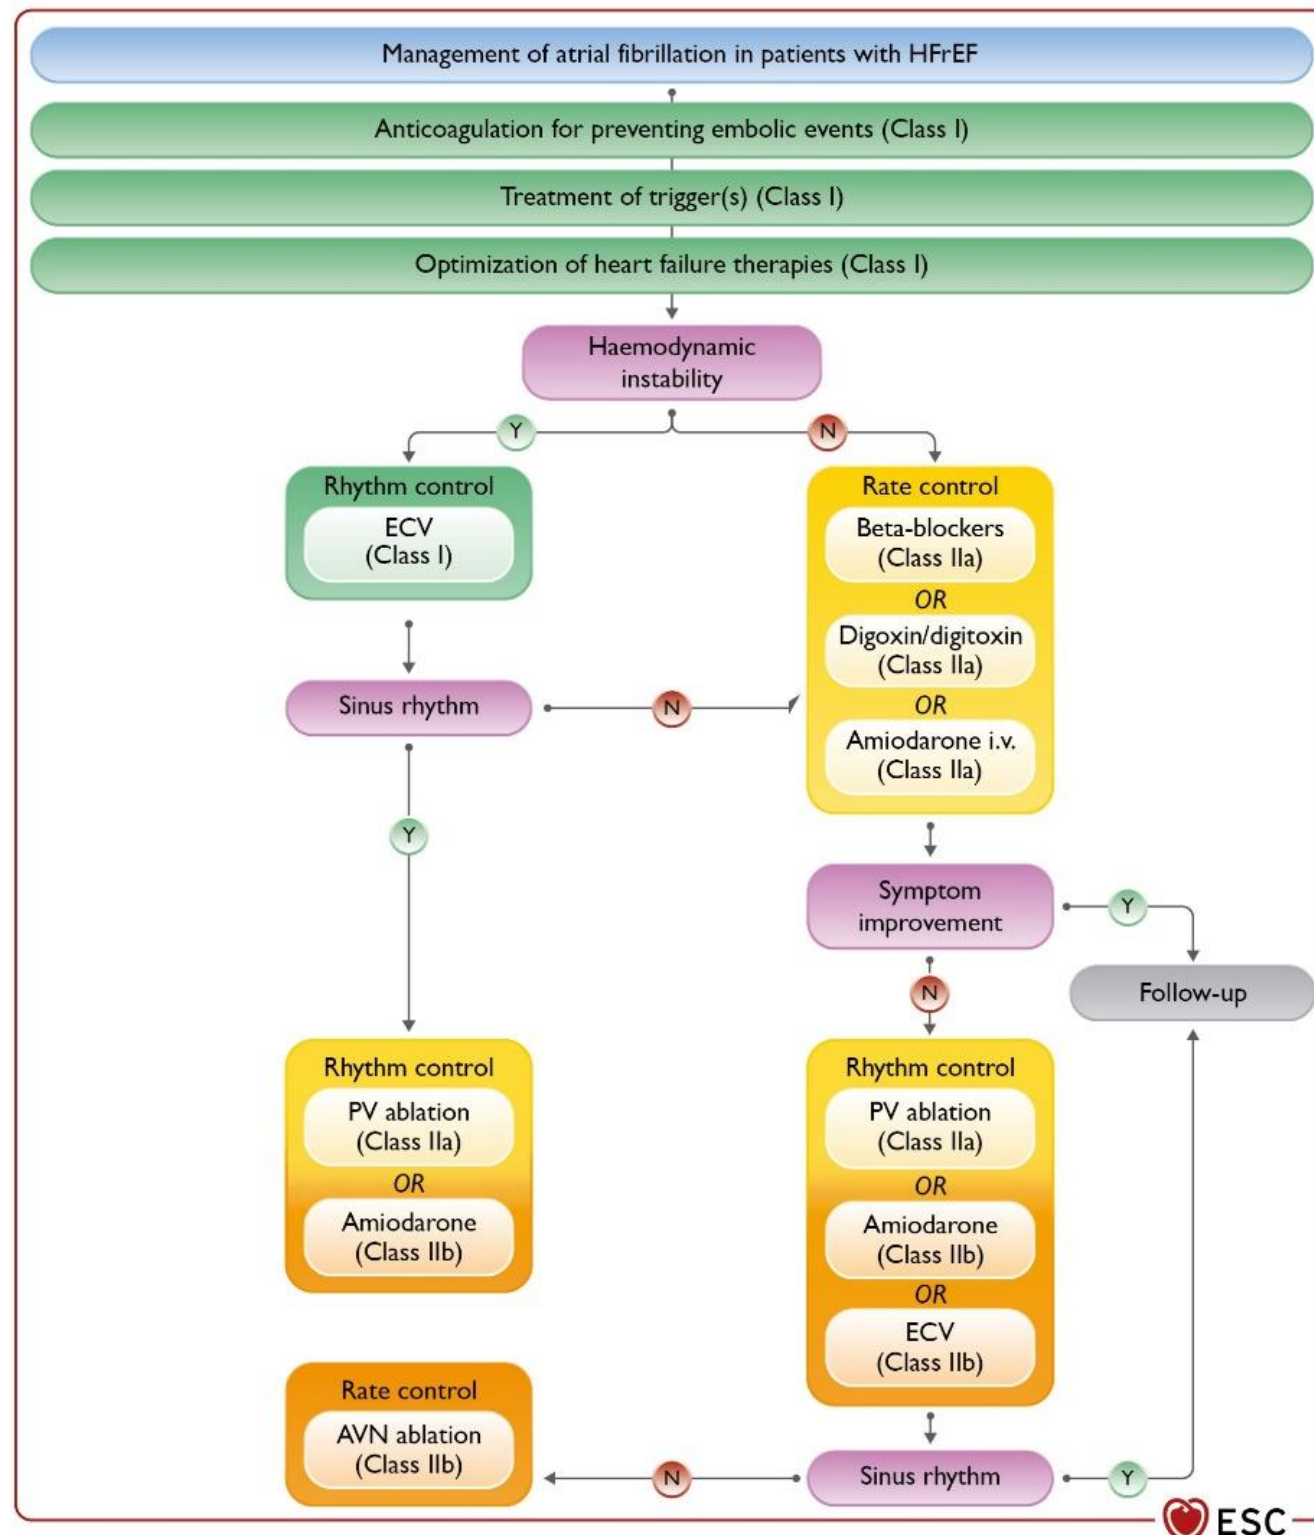 Management of atrial fibrillation in patients with HFrEF
Anticoagulation for preventing embolic events (Class I)
Treatment of trigger(s) (Class I)
Optimization of heart failure therapies (Class I)
Haemodynamic
instability
Y
N
Rhythm control
ECV
(Class I)
Rate control
Beta-blockers
(Class IIa)
OR
Digoxin/digitoxin
(Class IIa)
OR
Amiodarone i.v.
(Class IIa)
Sinus rhythm
N
Y
Symptom
improvement
Y
N
Follow-up
Rhythm control
PV ablation
(Class IIa)
OR
Amiodarone
(Class IIb)
Rhythm control
PV ablation
(Class IIa)
OR
Amiodarone
(Class IIb)
OR
ECV
(Class IIb)
Rate control
AVN ablation
(Class IIb)
N
Sinus rhythm
Y
ESC